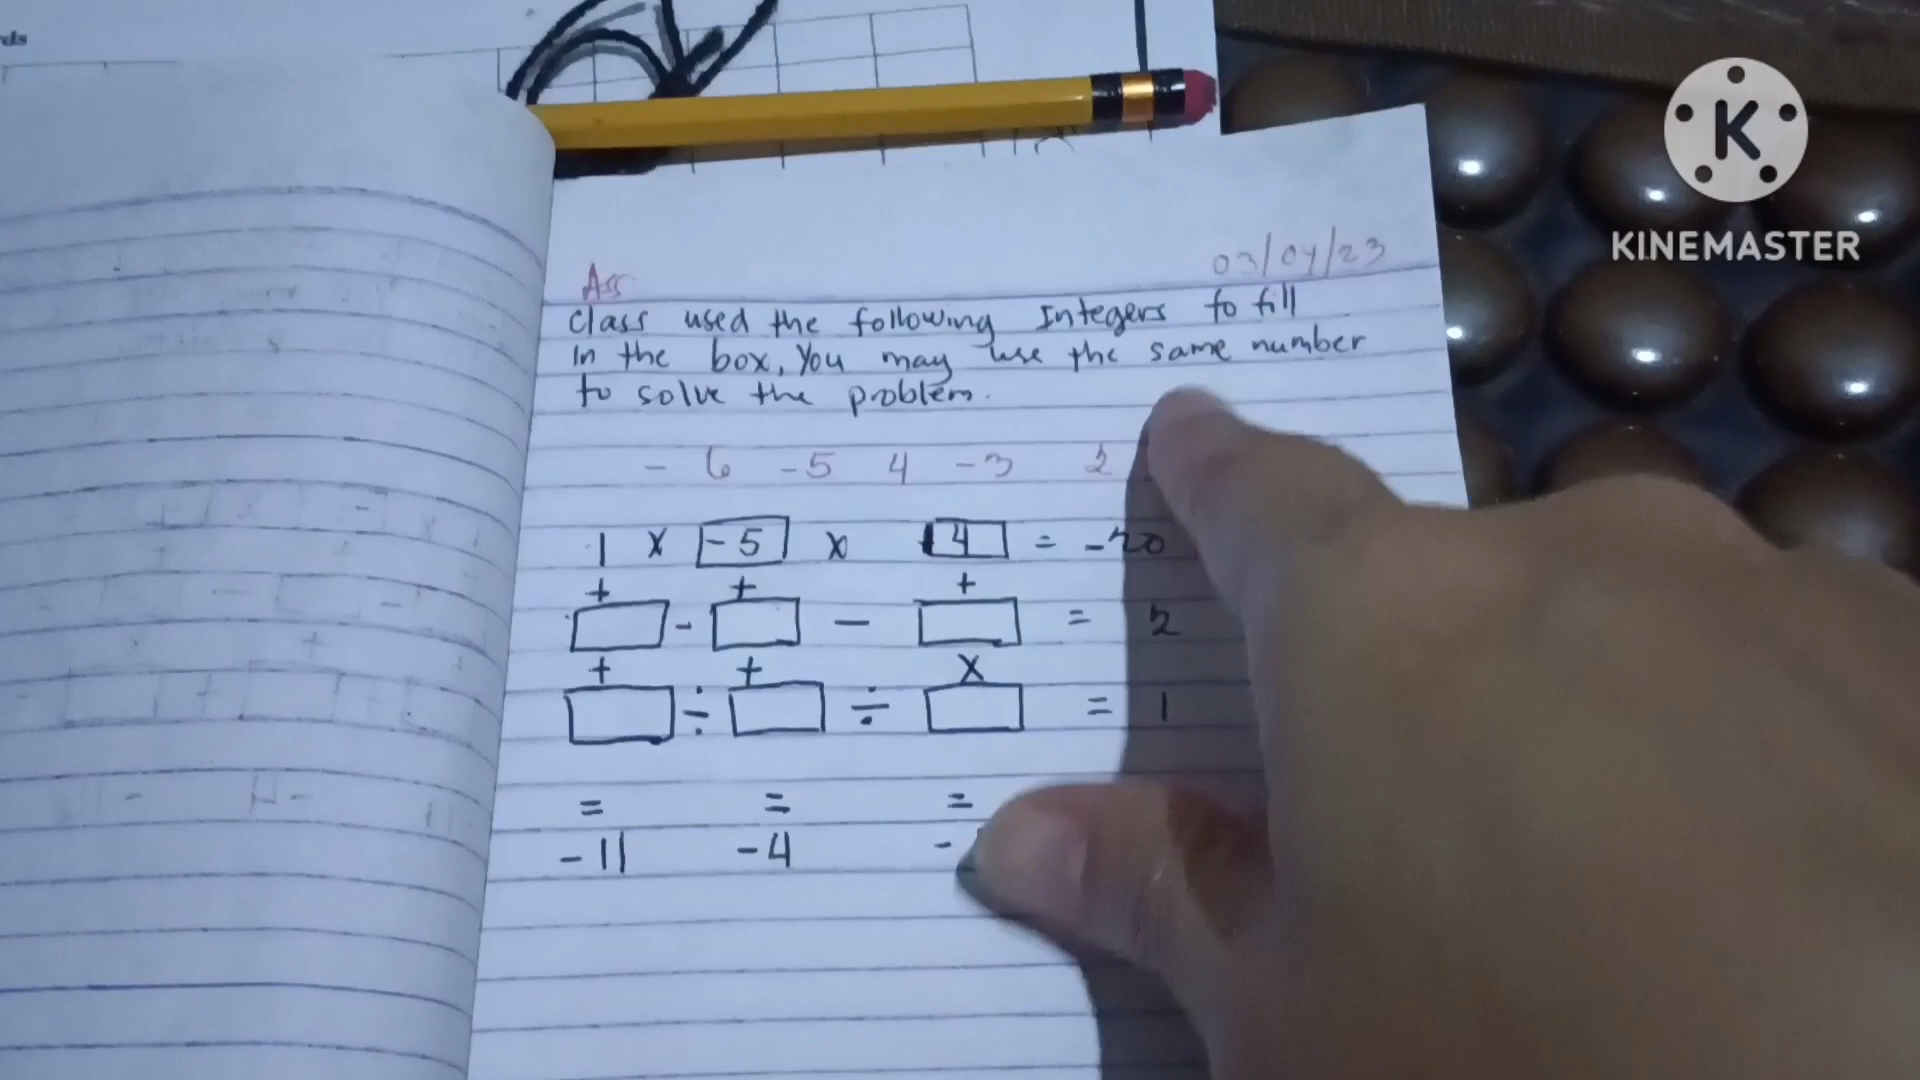 Ass 03/04/23
Class used the following Integers to fill
In the box, You may use the same number
to solve the problem.
- 6 -5 4 -3 2
1 x -5 x 4 = -20
+ + +
- - = 2
+ + x
÷ ÷ = 1
= = =
-11 -4 -
KINEMASTER